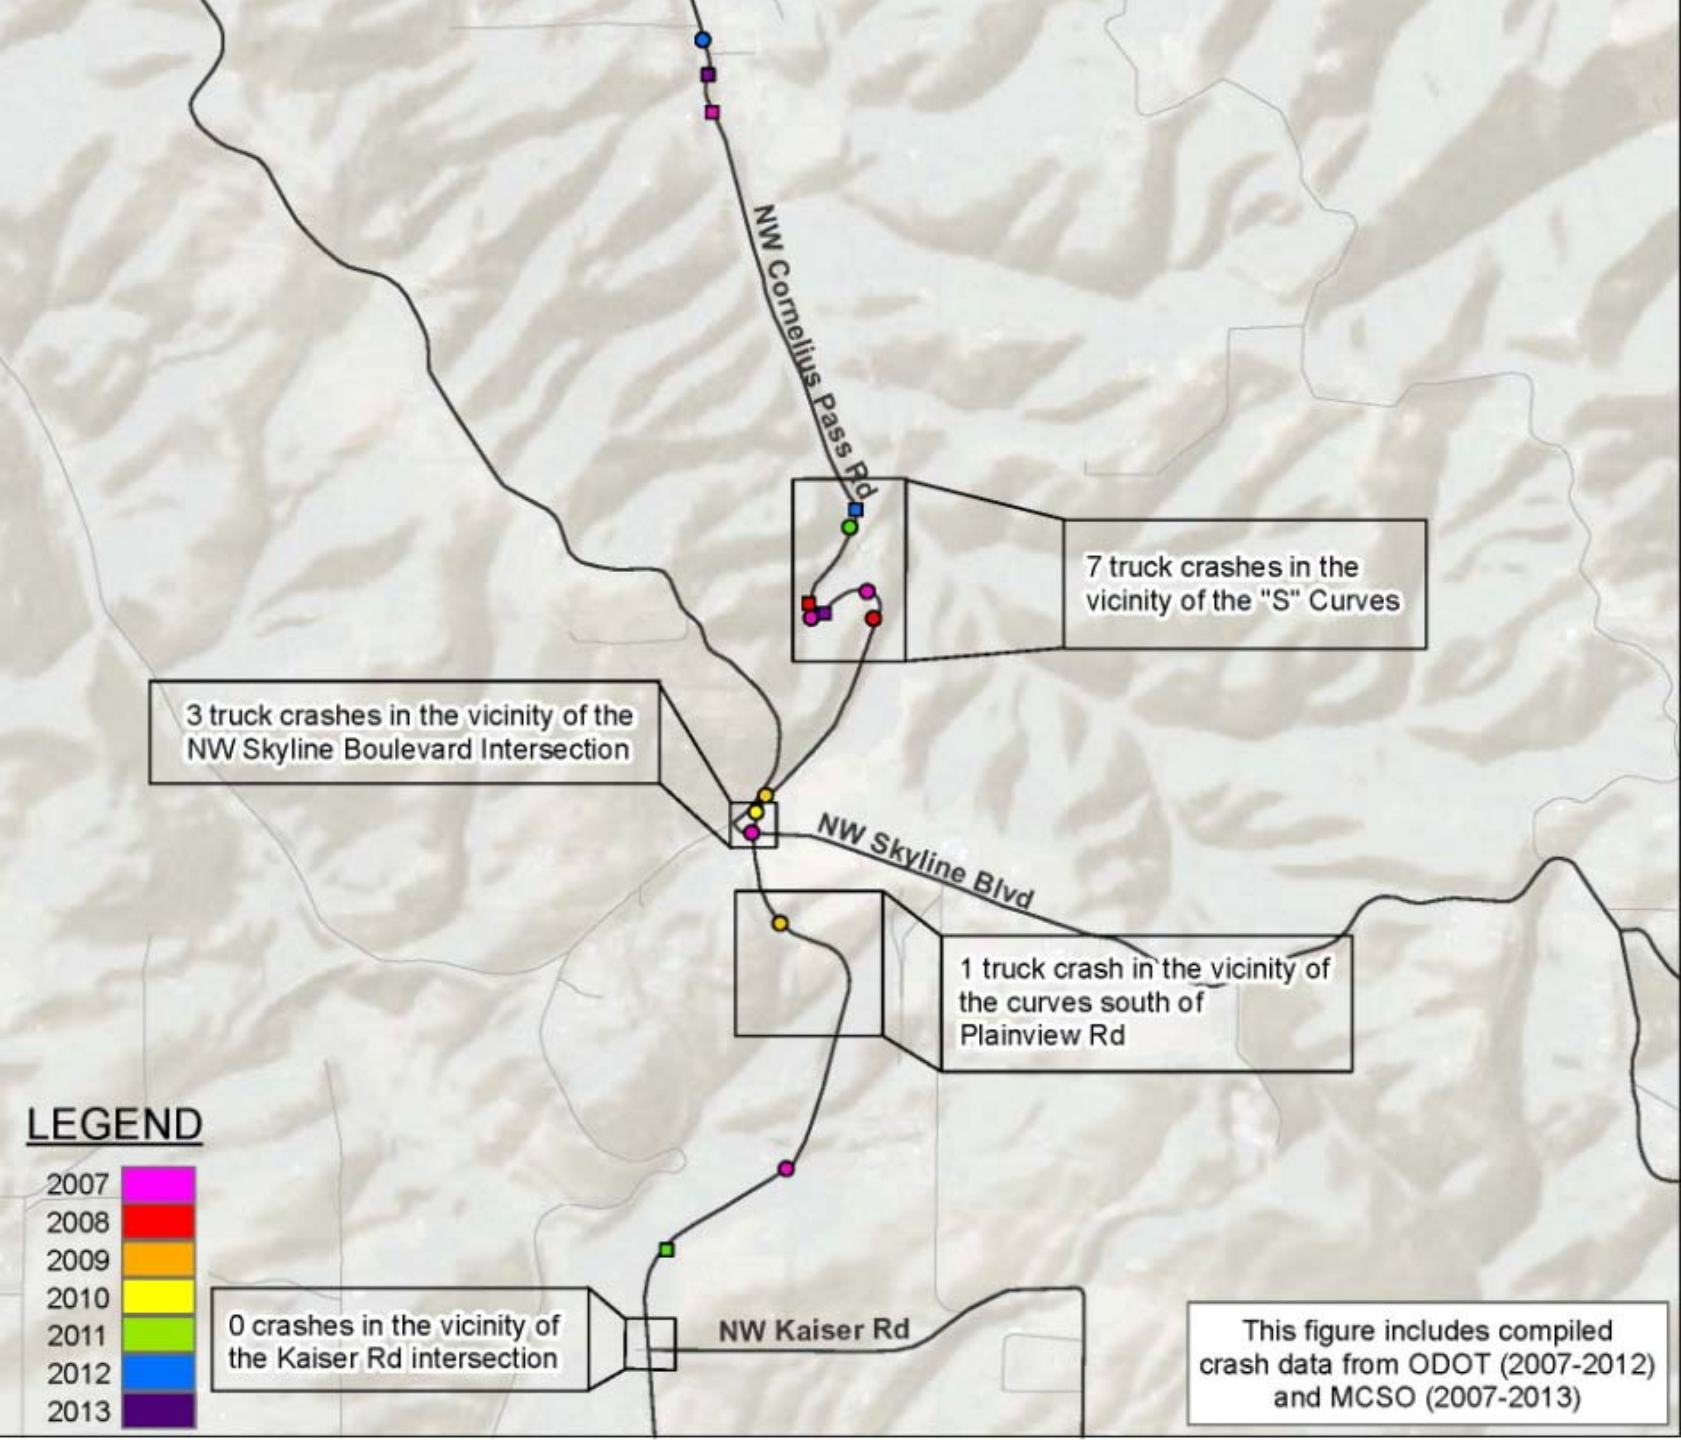 NW Cornelius Pass Rd
7 truck crashes in the
vicinity of the "S" Curves
3 truck crashes in the vicinity of the
NW Skyline Boulevard Intersection
NW Skyline Blvd
1 truck crash in the vicinity of
the curves south of
Plainview Rd
LEGEND
2007
2008
2009
2010
2011
2012
2013
0 crashes in the vicinity of
the Kaiser Rd intersection
NW Kaiser Rd
This figure includes compiled
crash data from ODOT (2007-2012)
and MCSO (2007-2013)